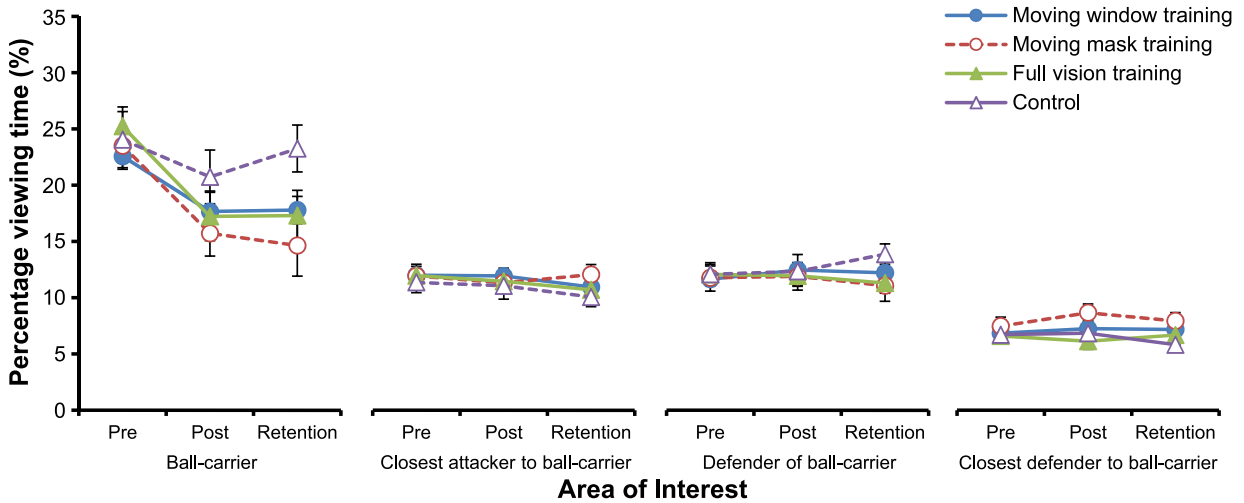 Percentage viewing time (%)
35
30
25
20
15
10
5
0
Moving window training
Moving mask training
Full vision training
Control
Pre Post Retention Pre Post Retention Pre Post Retention Pre Post Retention
Ball-carrier Closest attacker to ball-carrier Defender of ball-carrier Closest defender to ball-carrier
Area of Interest